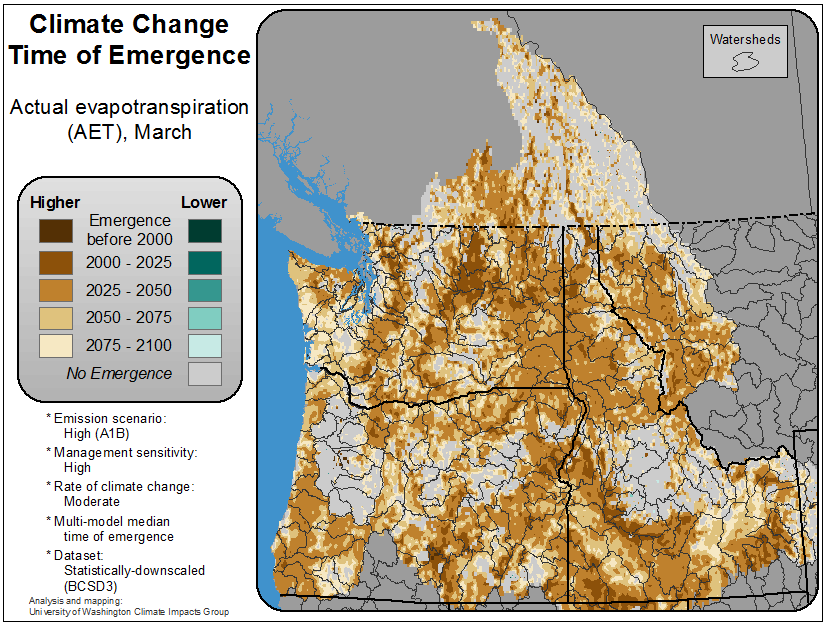 Climate Change
Time of Emergence
Actual evapotranspiration
(AET), March
Higher
Lower
Emergence
before 2000
2000 - 2025
2025 - 2050
2050 - 2075
2075 - 2100
No Emergence
* Emission scenario:
High (A1B)
* Management sensitivity:
High
* Rate of climate change:
Moderate
* Multi-model median
time of emergence
* Dataset:
Statistically-downscaled
(BCSD3)
Analysis and mapping:
University of Washington Climate Impacts Group
Watersheds